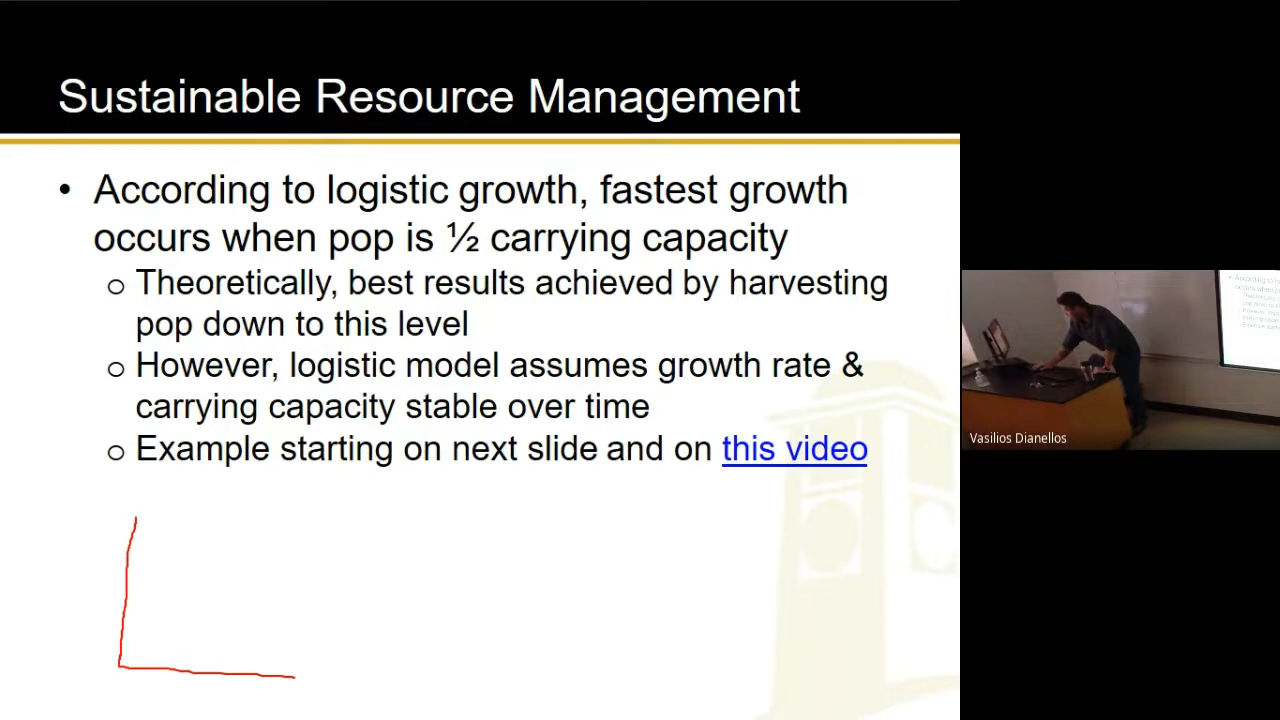 Sustainable Resource Management
• According to logistic growth, fastest growth
occurs when pop is ½ carrying capacity
o Theoretically, best results achieved by harvesting
pop down to this level
o However, logistic model assumes growth rate &
carrying capacity stable over time
o Example starting on next slide and on this video
Vasilios Dianellos